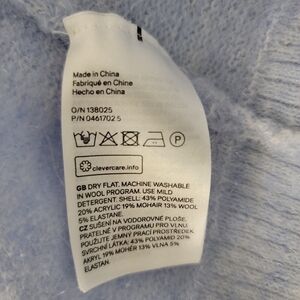 Made in China
Fabriqué en Chine
Hecho en China
O/N 138025
P/N 0461702 5
P
clevercare.info
GB DRY FLAT. MACHINE WASHABLE
IN WOOL PROGRAM. USE MILD
DETERGENT. SHELL: 43% POLYAMIDE
20% ACRYLIC 19% MOHAIR 13% WOOL
5% ELASTANE.
CZ SUŠENÍ NA VODOROVNÉ PLOŠE.
PRATELNÉ V PROGRAMU PRO VLNU.
POUŽIJTE JEMNÝ PRACÍ PROSTŘEDEK.
SVRCHNÍ LÁTKA: 43% POLYAMID 20%
AKRYL 19% MOHÉR 13% VLNA 5%
ELASTAN.